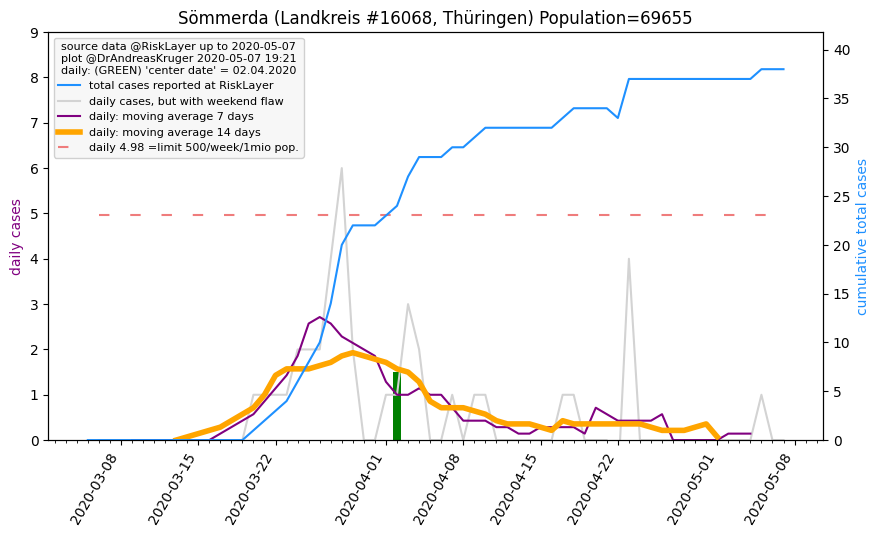 Sömmerda (Landkreis #16068, Thüringen) Population=69655
source data @RiskLayer up to 2020-05-07
plot @DrAndreasKruger 2020-05-07 19:21
daily: (GREEN) 'center date' = 02.04.2020
total cases reported at RiskLayer
daily cases, but with weekend flaw
daily: moving average 7 days
daily: moving average 14 days
daily 4.98 =limit 500/week/1mio pop.
daily cases
9
8
7
6
5
4
3
2
1
0
cumulative total cases
40
35
30
25
20
15
10
5
0
2020-03-08
2020-03-15
2020-03-22
2020-04-01
2020-04-08
2020-04-15
2020-04-22
2020-05-01
2020-05-08